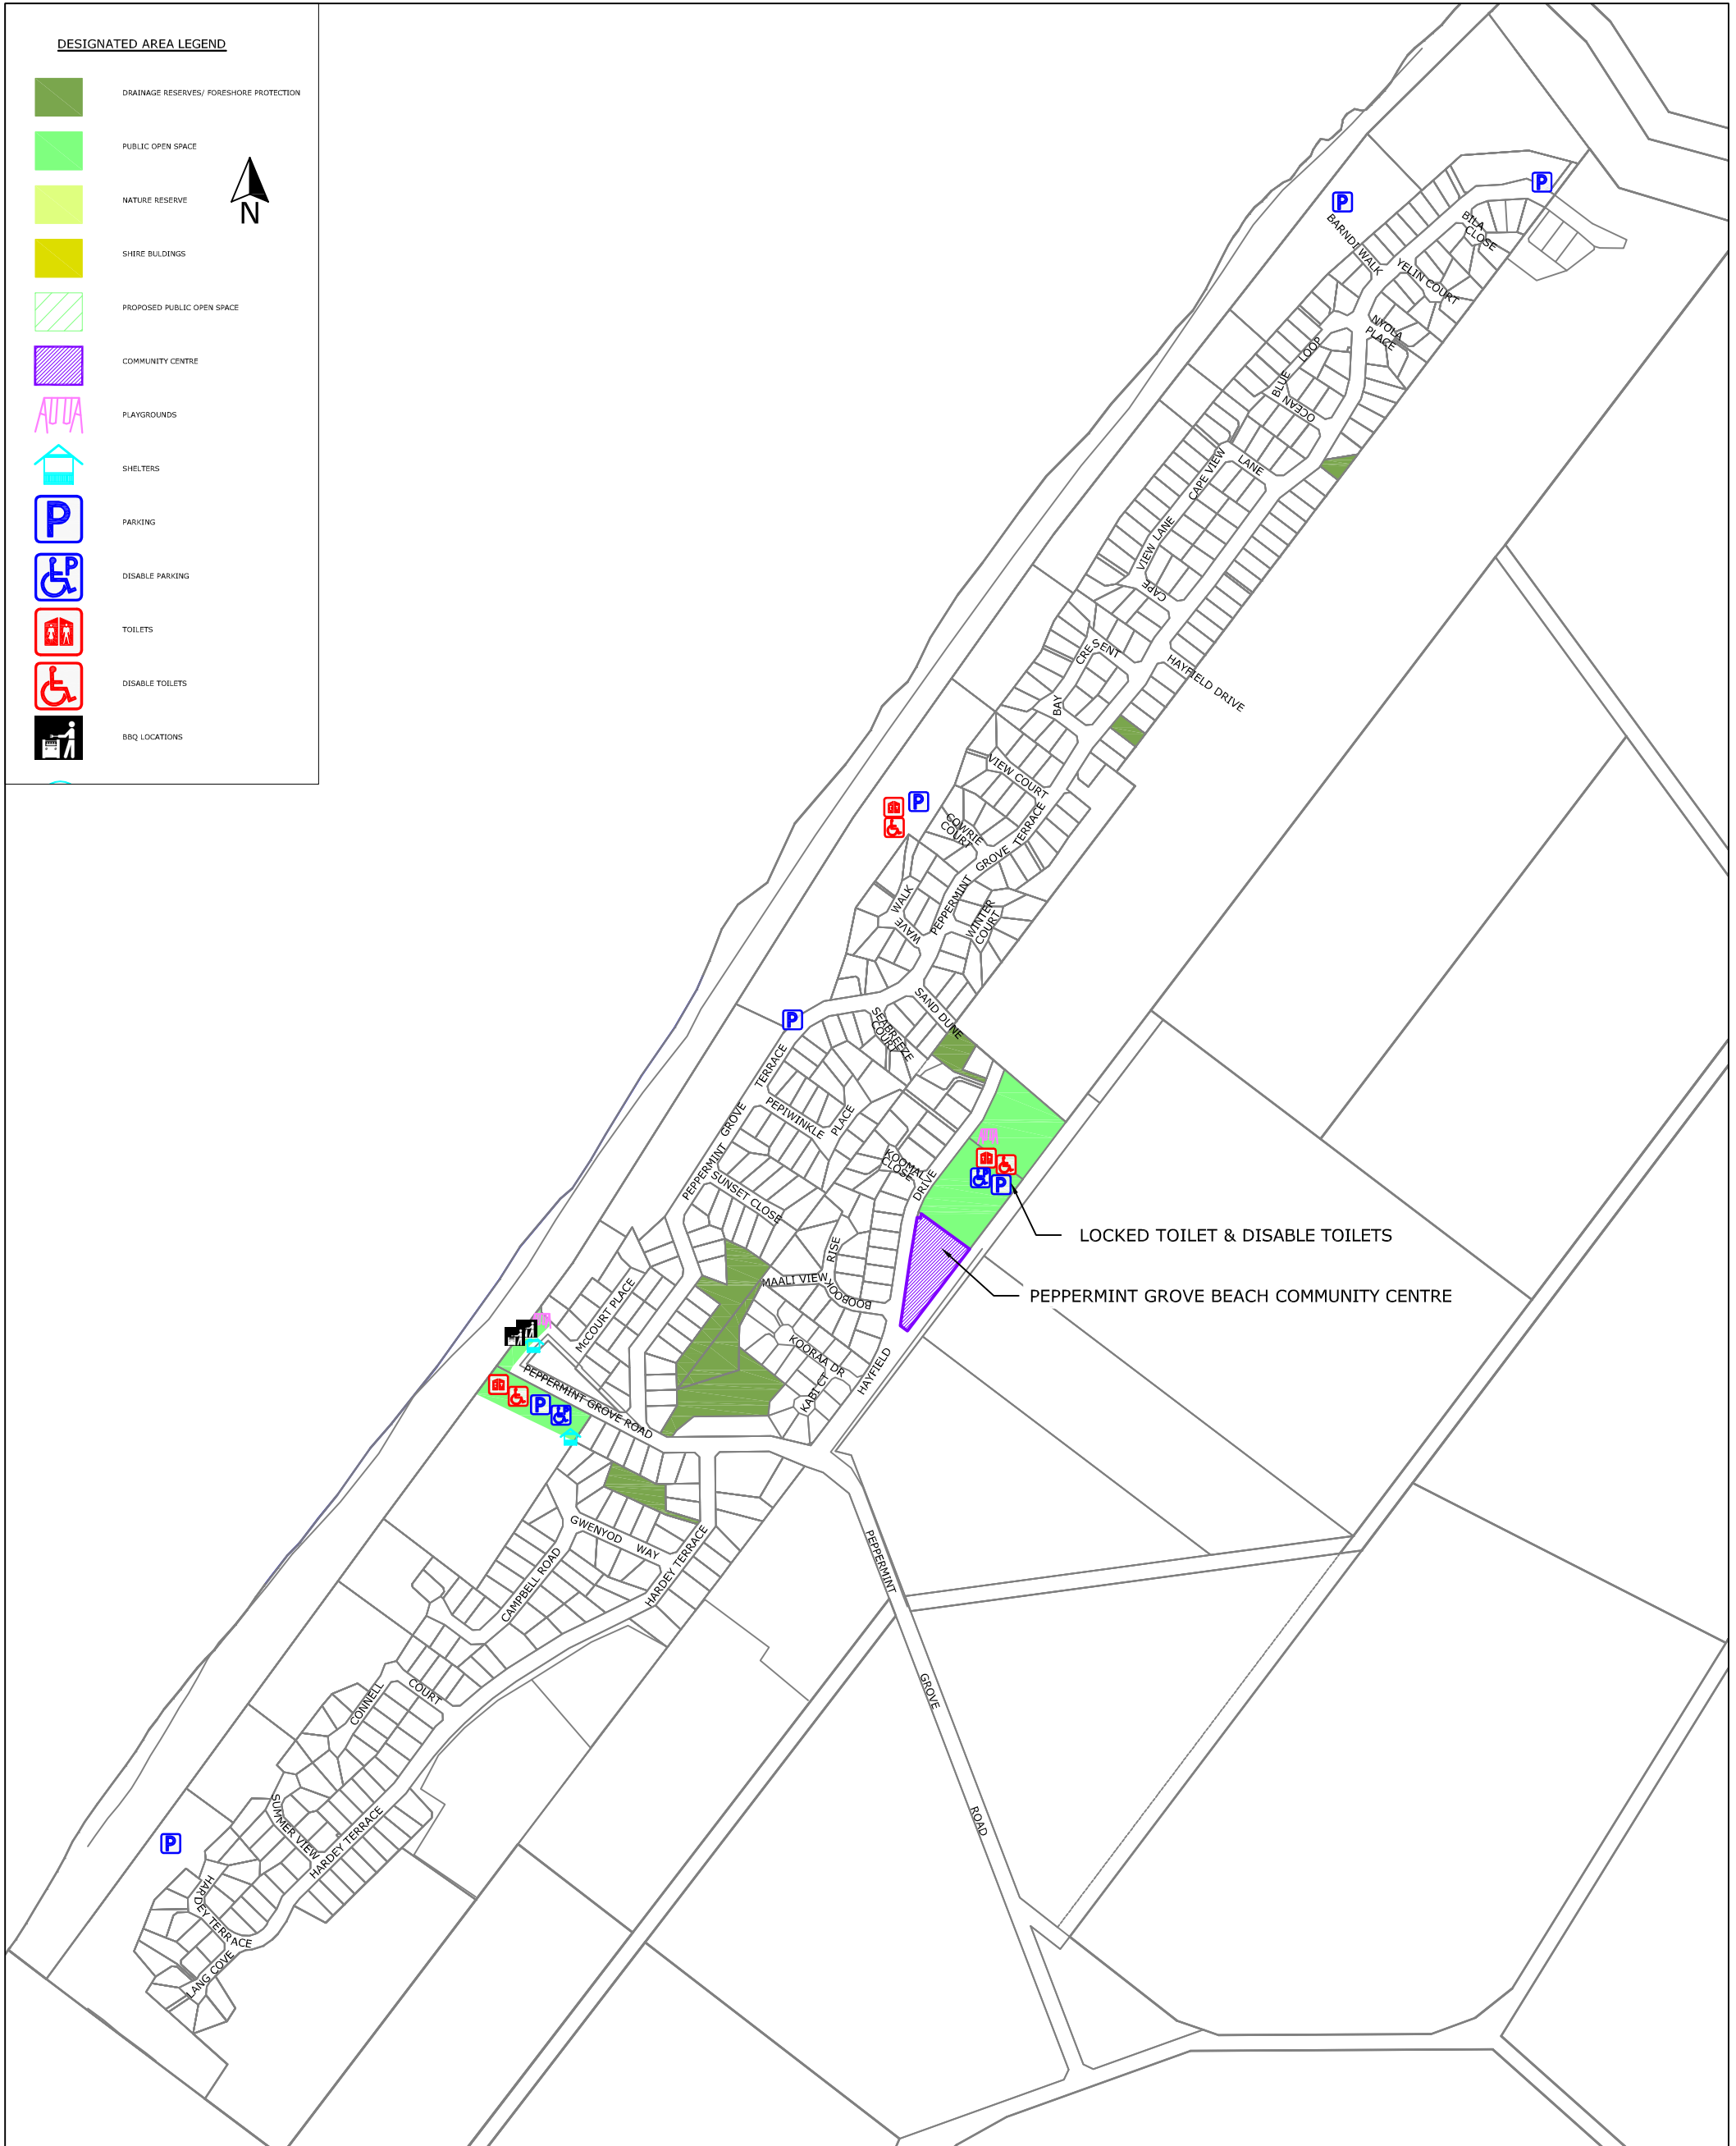 DESIGNATED AREA LEGEND
DRAINAGE RESERVES/ FORESHORE PROTECTION
PUBLIC OPEN SPACE
NATURE RESERVE
SHIRE BULDINGS
PROPOSED PUBLIC OPEN SPACE
COMMUNITY CENTRE
PLAYGROUNDS
SHELTERS
P
PARKING
P
DISABLE PARKING
TOILETS
DISABLE TOILETS
BBQ LOCATIONS
N
P
P
BARNDI WALK
BILA
CLOSE
YELIN COURT
NYOLA
PLACE
BLUE LOOP
OCEAN
CAPE VIEW
LANE
VIEW LANE
CAPE
CRESENT
BAY
HAYFIELD DRIVE
VIEW COURT
P
COWRIE
COURT
GROVE TERRACE
PEPPERMINT
WALK
WAVE
WINTER
COURT
SAND DUNE
SEABREEZE
COURT
P
TERRACE
GROVE
PEPPERMINT
PEPIWINKLE
PLACE
SUNSET CLOSE
KOOMAL
CLOSE
DRIVE
P
P
LOCKED TOILET & DISABLE TOILETS
PEPPERMINT GROVE BEACH COMMUNITY CENTRE
RISE
MAALI VIEW
BOOBOOK
McCOURT PLACE
KOORAA DR
KABI CT
HAYFIELD
PEPPERMINT GROVE ROAD
P
P
GWENYOD WAY
CAMPBELL ROAD
HARDEY TERRACE
PEPPERMINT
GROVE
ROAD
CONNELL
COURT
SUMMER VIEW
HARDEY TERRACE
P
HARDEY TERRACE
LANG COVE